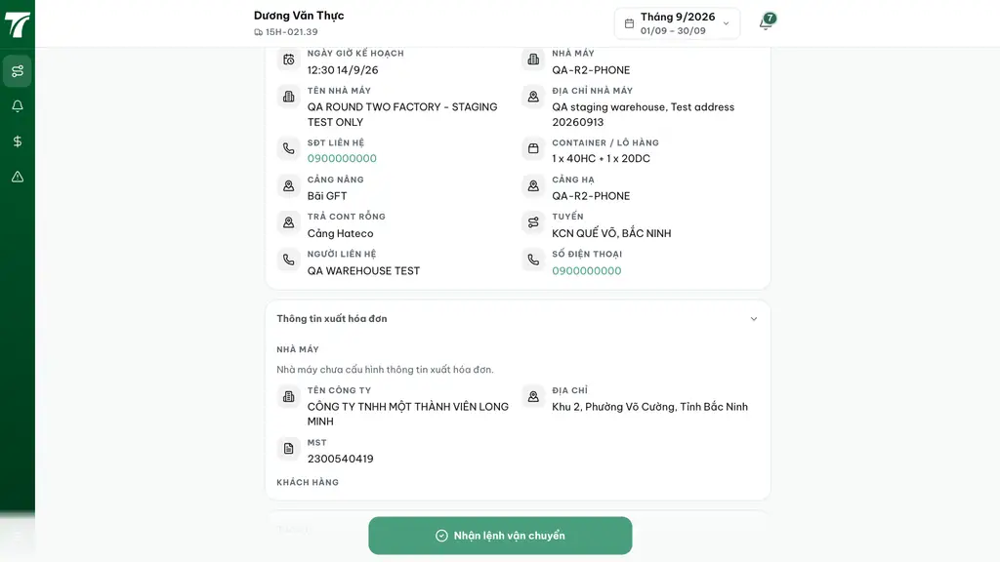 Dương Văn Thực
15H-021.39
Tháng 9/2026
01/09 – 30/09
7
NGÀY GIỜ KẾ HOẠCH
12:30 14/9/26
NHÀ MÁY
QA-R2-PHONE
TÊN NHÀ MÁY
QA ROUND TWO FACTORY - STAGING
TEST ONLY
ĐỊA CHỈ NHÀ MÁY
QA staging warehouse, Test address
20260913
SĐT LIÊN HỆ
0900000000
CONTAINER / LÔ HÀNG
1 x 40HC + 1 x 20DC
CẢNG NÂNG
Bãi GFT
CẢNG HẠ
QA-R2-PHONE
TRẢ CONT RỖNG
Cảng Hateco
TUYẾN
KCN QUẾ VÕ, BẮC NINH
NGƯỜI LIÊN HỆ
QA WAREHOUSE TEST
SỐ ĐIỆN THOẠI
0900000000
Thông tin xuất hóa đơn
NHÀ MÁY
Nhà máy chưa cấu hình thông tin xuất hóa đơn.
TÊN CÔNG TY
CÔNG TY TNHH MỘT THÀNH VIÊN LONG
MINH
ĐỊA CHỈ
Khu 2, Phường Võ Cường, Tỉnh Bắc Ninh
MST
2300540419
KHÁCH HÀNG
Nhận lệnh vận chuyển